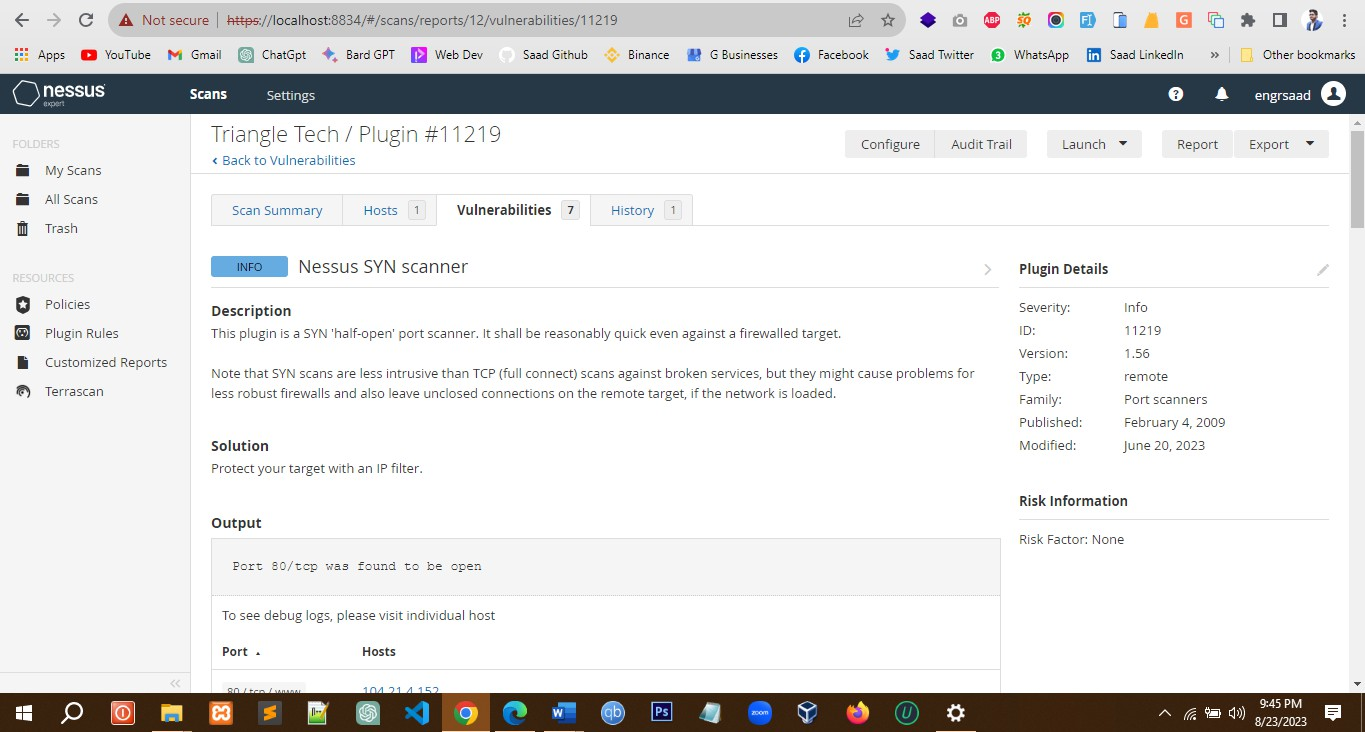 Not secure | https://localhost:8834/#/scans/reports/12/vulnerabilities/11219
Apps YouTube Gmail ChatGpt Bard GPT Web Dev Saad Github Binance G Businesses Facebook Saad Twitter WhatsApp Saad LinkedIn » Other bookmarks
nessus expert Scans Settings engrsaad
FOLDERS
My Scans
All Scans
Trash
RESOURCES
Policies
Plugin Rules
Customized Reports
Terrascan
Triangle Tech / Plugin #11219
‹ Back to Vulnerabilities
Configure Audit Trail Launch Report Export
Scan Summary Hosts 1 Vulnerabilities 7 History 1
INFO Nessus SYN scanner
Description
This plugin is a SYN 'half-open' port scanner. It shall be reasonably quick even against a firewalled target.
Note that SYN scans are less intrusive than TCP (full connect) scans against broken services, but they might cause problems for
less robust firewalls and also leave unclosed connections on the remote target, if the network is loaded.
Solution
Protect your target with an IP filter.
Output
Port 80/tcp was found to be open
To see debug logs, please visit individual host
Port Hosts
80 / tcp / www 104.21.4.152
Plugin Details
Severity: Info
ID: 11219
Version: 1.56
Type: remote
Family: Port scanners
Published: February 4, 2009
Modified: June 20, 2023
Risk Information
Risk Factor: None
9:45 PM
8/23/2023